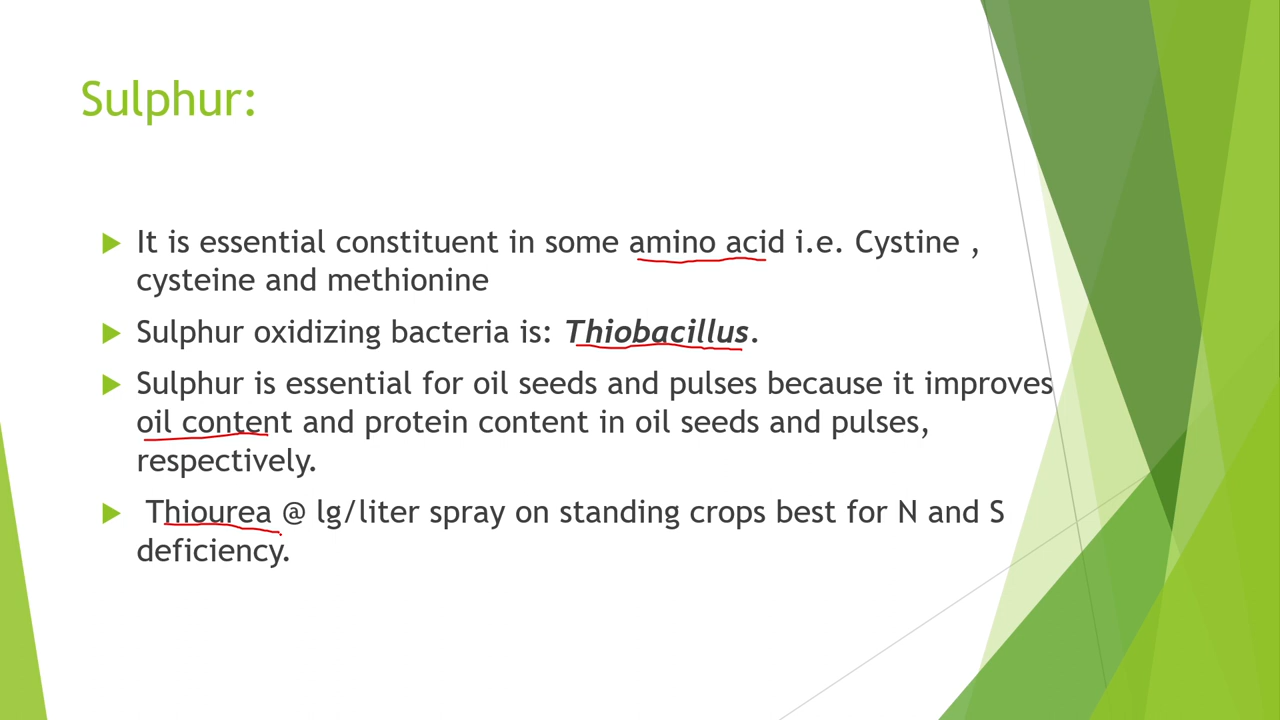 Sulphur:
It is essential constituent in some amino acid i.e. Cystine ,
cysteine and methionine
Sulphur oxidizing bacteria is: Thiobacillus.
Sulphur is essential for oil seeds and pulses because it improves
oil content and protein content in oil seeds and pulses,
respectively.
Thiourea @ lg/liter spray on standing crops best for N and S
deficiency.